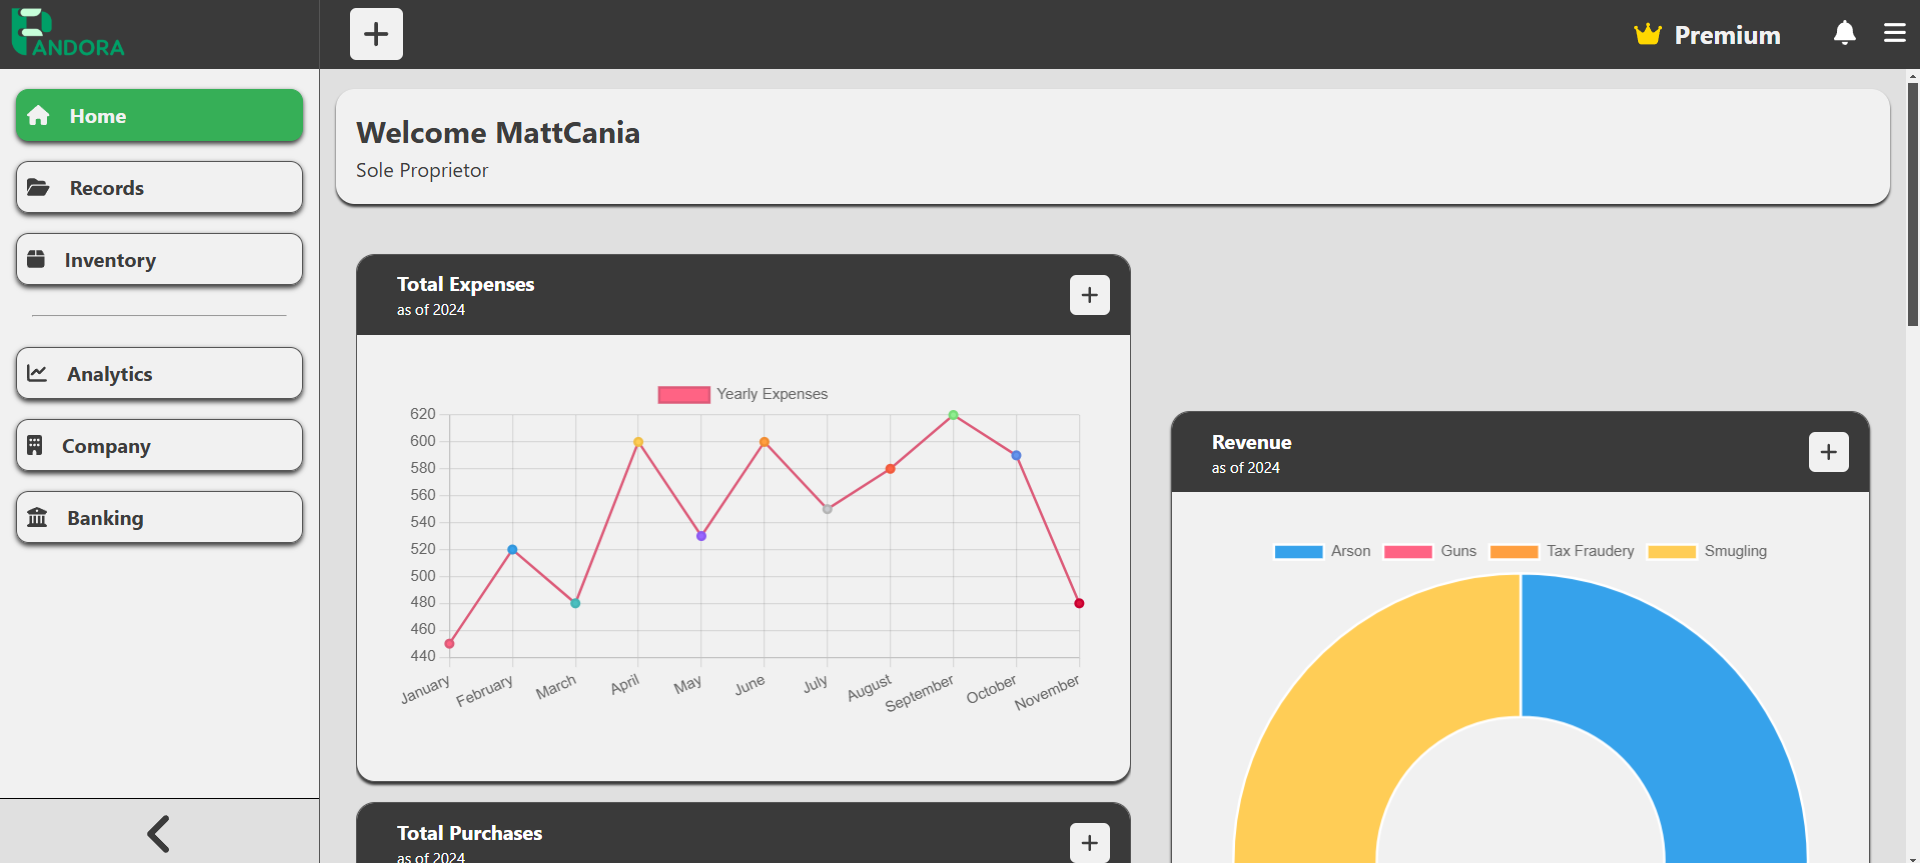 PANDORA
Premium
Home
Records
Inventory
Analytics
Company
Banking
Welcome MattCania
Sole Proprietor
Total Expenses
as of 2024
Yearly Expenses
620
600
580
560
540
520
500
480
460
440
January February March April May June July August September October November
Revenue
as of 2024
Arson Guns Tax Fraudery Smugling
Total Purchases
as of 2024